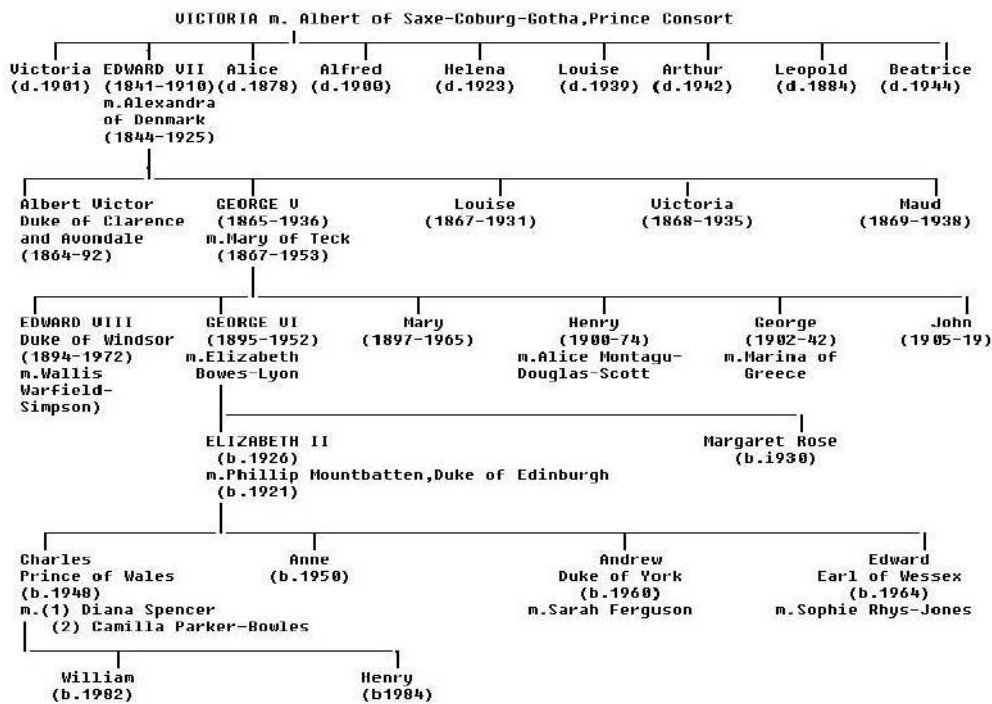 VICTORIA m. Albert of Saxe-Coburg-Gotha,Prince Consort
Victoria EDWARD VII Alice Alfred Helena Louise Arthur Leopold Beatrice
(d.1901) (1841-1910) (d.1878) (d.1900) (d.1923) (d.1939) (d.1942) (d.1884) (d.1944)
m.Alexandra
of Denmark
(1844-1925)
Albert Victor GEORGE V Louise Victoria Maud
Duke of Clarence (1865-1936) (1867-1931) (1868-1935) (1869-1938)
and Avondale m.Mary of Teck
(1864-92) (1867-1953)
EDWARD VIII GEORGE VI Mary Henry George John
Duke of Windsor (1895-1952) (1897-1965) (1900-74) (1902-42) (1905-19)
(1894-1972) m.Elizabeth m.Alice Montagu- m.Marina of
m.Wallis Bowes-Lyon Douglas-Scott Greece
Warfield-
Simpson)
ELIZABETH II Margaret Rose
(b.1926) (b.i930)
m.Phillip Mountbatten,Duke of Edinburgh
(b.1921)
Charles Anne Andrew Edward
Prince of Wales (b.1950) Duke of York Earl of Wessex
(b.1948) (b.1960) (b.1964)
m.(1) Diana Spencer m.Sarah Ferguson m.Sophie Rhys-Jones
(2) Camilla Parker-Bowles
William Henry
(b.1982) (b1984)